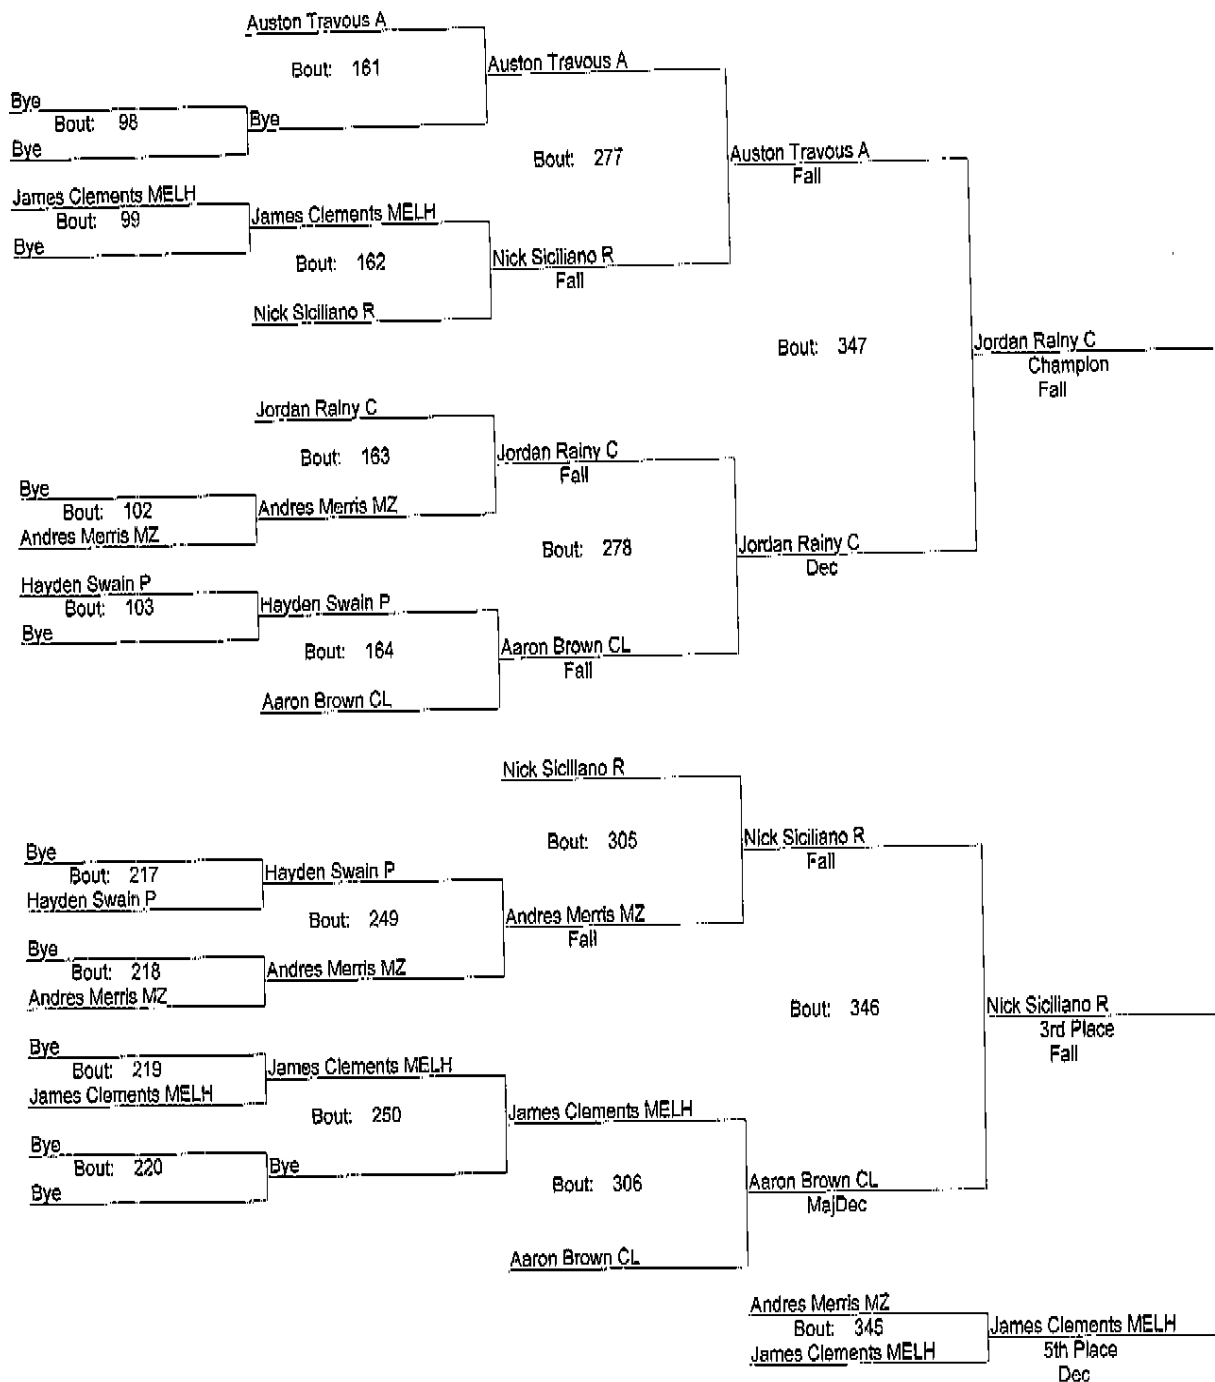 Auston Travous A
Bout: 161
Auston Travous A
Bye
Bout: 98
Bye
Bye
Bout: 277
Auston Travous A
Fall
James Clements MELH
Bout: 99
Bye
James Clements MELH
Bout: 162
Nick Siciliano R
Fall
Nick Siciliano R
Bout: 347
Jordan Rainy C
Champion
Fall
Jordan Rainy C
Bout: 163
Jordan Rainy C
Fall
Bye
Bout: 102
Andres Merris MZ
Andres Merris MZ
Bout: 278
Jordan Rainy C
Dec
Hayden Swain P
Bout: 103
Bye
Hayden Swain P
Bout: 164
Aaron Brown CL
Fall
Aaron Brown CL
Nick Siciliano R
Bout: 305
Nick Siciliano R
Fall
Bye
Bout: 217
Hayden Swain P
Hayden Swain P
Bout: 249
Andres Merris MZ
Fall
Bye
Bout: 218
Andres Merris MZ
Andres Merris MZ
Bout: 346
Nick Siciliano R
3rd Place
Fall
Bye
Bout: 219
James Clements MELH
James Clements MELH
Bout: 250
James Clements MELH
Bye
Bout: 220
Bye
Bye
Bout: 306
Aaron Brown CL
MajDec
Aaron Brown CL
Andres Merris MZ
Bout: 345
James Clements MELH
James Clements MELH
5th Place
Dec